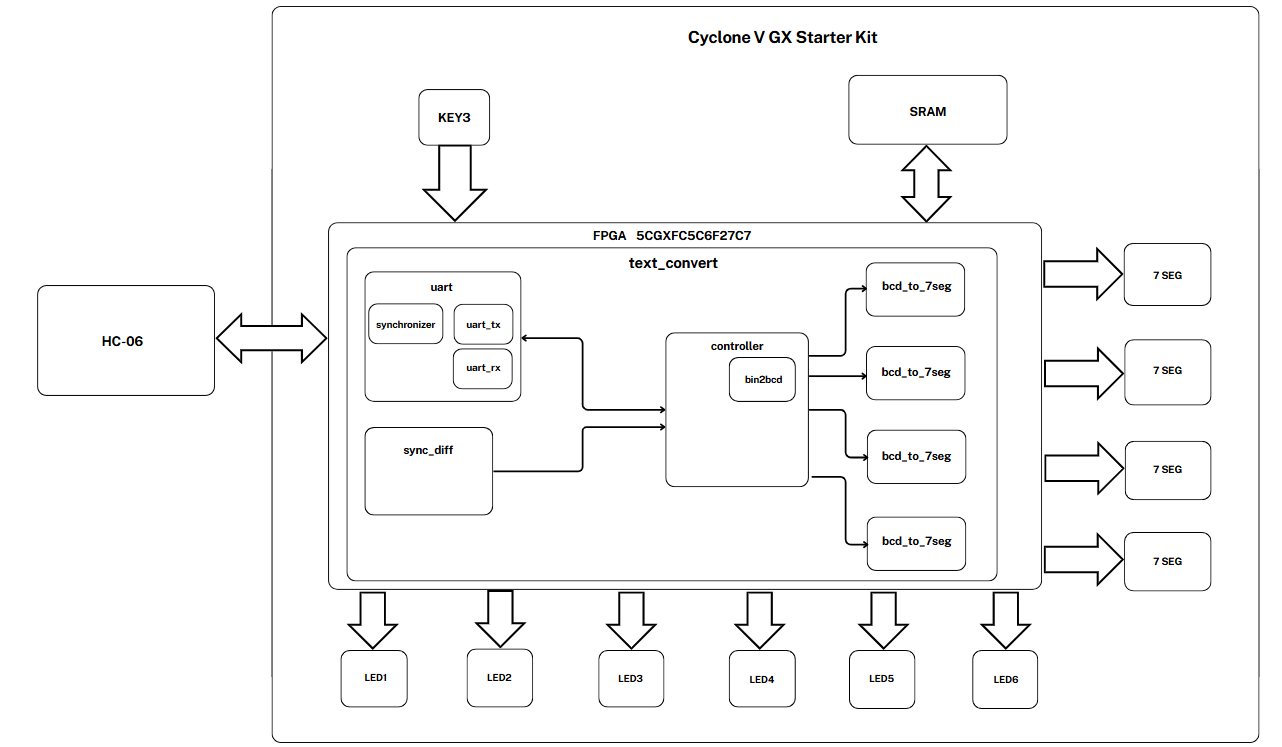 Cyclone V GX Starter Kit
KEY3
SRAM
FPGA 5CGXFC5C6F27C7
text_convert
uart
synchronizer
uart_tx
uart_rx
sync_diff
controller
bin2bcd
bcd_to_7seg
bcd_to_7seg
bcd_to_7seg
bcd_to_7seg
HC-06
7 SEG
7 SEG
7 SEG
7 SEG
LED1
LED2
LED3
LED4
LED5
LED6